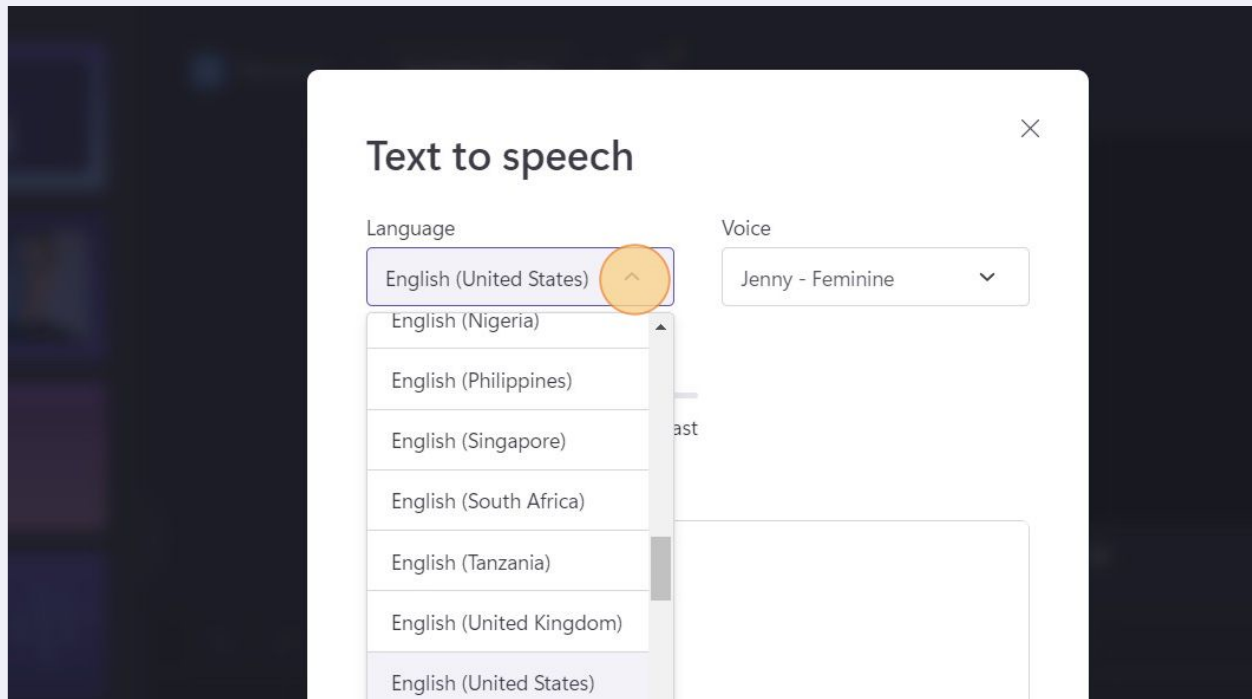 Text to speech
Language
Voice
English (United States)
Jenny - Feminine
English (Nigeria)
English (Philippines)
ast
English (Singapore)
English (South Africa)
English (Tanzania)
English (United Kingdom)
English (United States)